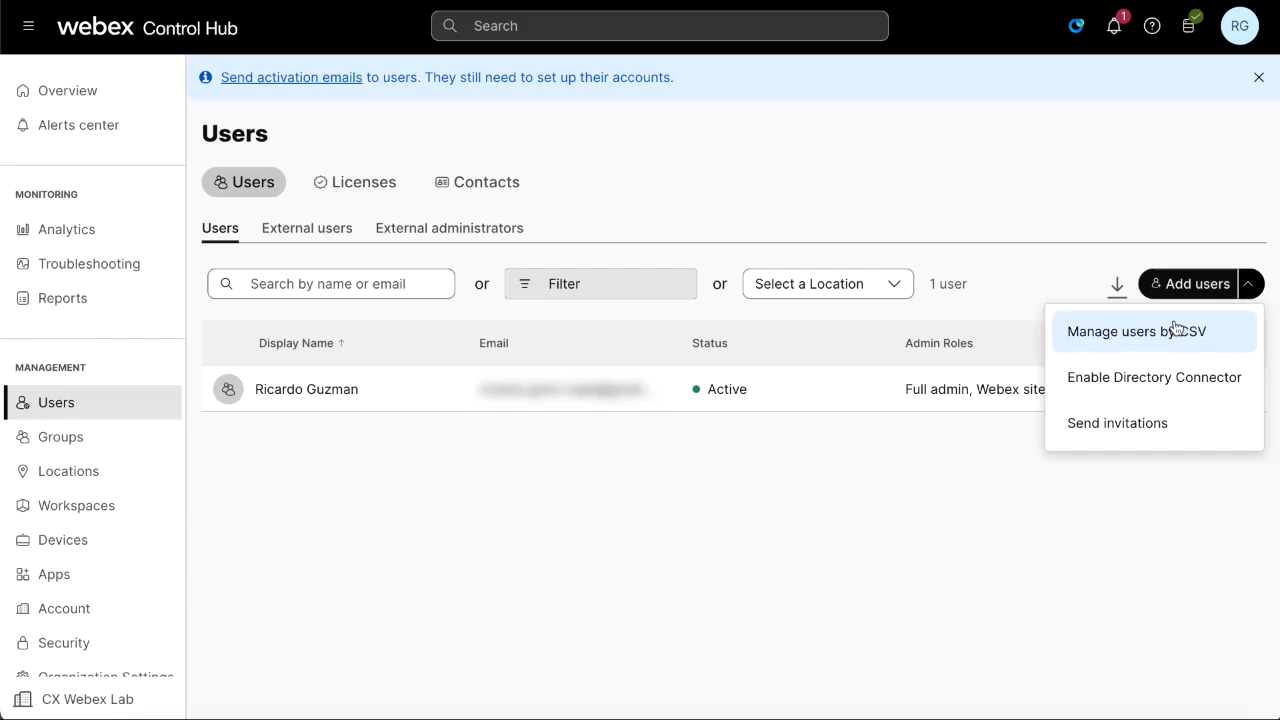 webex Control Hub
Search
1
RG
Overview
Alerts center
MONITORING
Analytics
Troubleshooting
Reports
MANAGEMENT
Users
Groups
Locations
Workspaces
Devices
Apps
Account
Security
Organization Settings
CX Webex Lab
Send activation emails to users. They still need to set up their accounts.
Users
Users Licenses Contacts
Users External users External administrators
Search by name or email or Filter or Select a Location 1 user Add users
Manage users by CSV
Enable Directory Connector
Send invitations
Display Name ↑ Email Status Admin Roles
Ricardo Guzman Active Full admin, Webex site